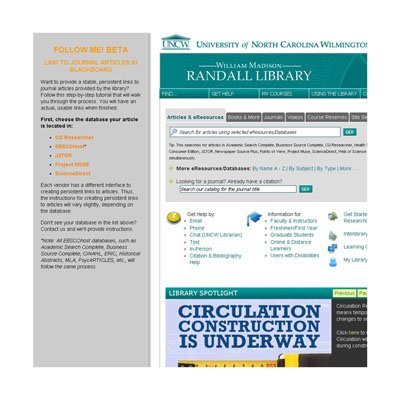 FOLLOW ME! BETA
LINK TO JOURNAL ARTICLES IN
BLACKBOARD
Want to provide a stable, persistent links to
journal articles provided by the library?
Follow this step-by-step tutorial that will walk
you through the process. You will have an
actual, usable links when finished.
First, choose the database your article
is located in:
CQ Researcher
EBSCOhost*
JSTOR
Project MUSE
ScienceDirect
Each vendor has a different interface to
creating persistent links to articles. Thus,
the instructions for creating persistent links
to articles will vary slightly, depending on
the database.
Don't see your database in the list above?
Contact us and we'll provide instructions.
*Note: All EBSCOhost databases, such as
Academic Search Complete, Business
Source Complete, CINAHL, ERIC, Historical
Abstracts, MLA, PsycARTICLES, etc., will
follow the same process.
UNCW
UNIVERSITY OF NORTH CAROLINA WILMINGTON
WILLIAM MADISON
RANDALL LIBRARY
FIND... GET HELP MY COURSES USING THE LIBRARY
Articles & eResources Books & More Journals Videos Course Reserves Site Se
Search for articles using selected eResources/Databases GO!
Tip: This searches for articles in Academic Search Complete, Business Source Complete, CQ Researcher, Health
Consumer Edition, JSTOR, Newspaper Source Plus, Points of View, Project Muse, ScienceDirect, Web of Science
simultaneously.
More eResources/Databases: By Name A - Z | By Subject | By Type | More...
Looking for a journal? Already have a citation?
Search our catalog for the journal title GO!
Get Help by:
Email
Phone
Chat (UNCW Librarian)
Text
In-Person
Citation & Bibliography
Help
Information for:
Faculty & Instructors
Freshmen/First Year
Graduate Students
Online & Distance
Learners
Users with Disabilities
Get Starte
Resear
Interlibrary
Learning C
My Library
LIBRARY SPOTLIGHT
Previous Pau
CIRCULATION
CONSTRUCTION
IS UNDERWAY
Circulation R
means tempor
changes to se
Click here to
Circulation wi
during constr